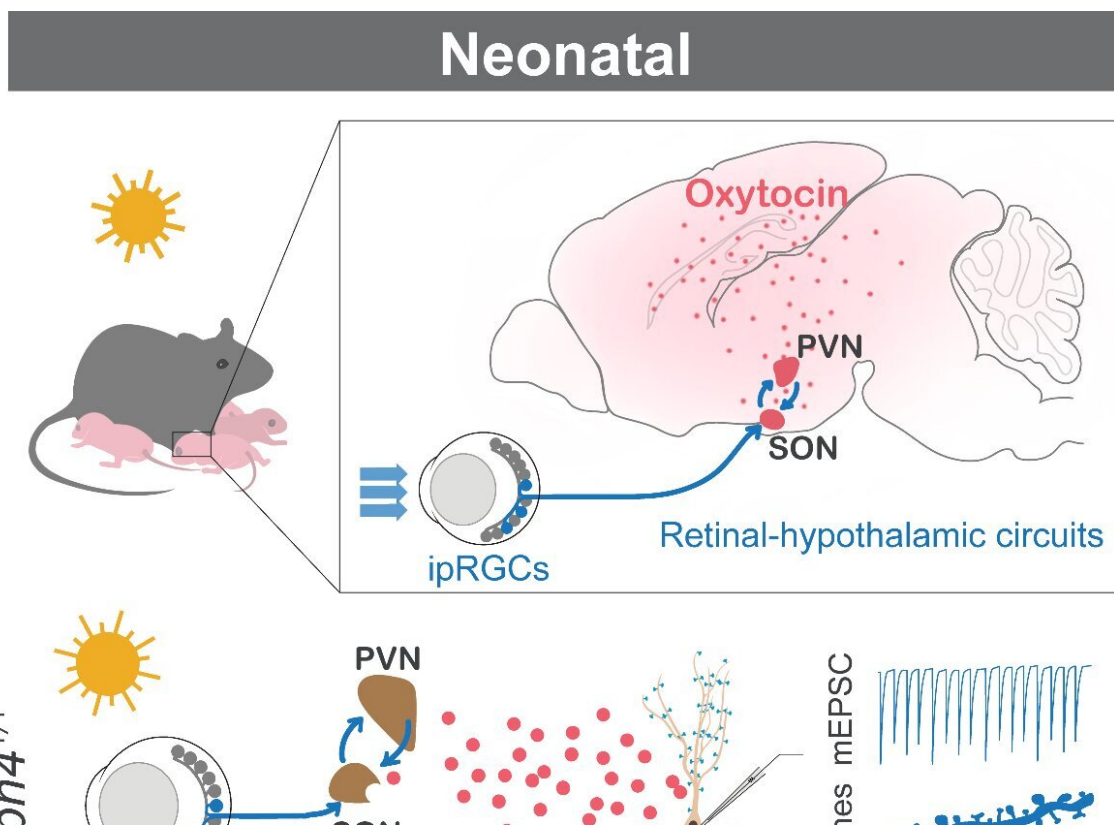 Neonatal
Oxytocin
PVN
SON
ipRGCs
Retinal-hypothalamic circuits
PVN
mEPSC